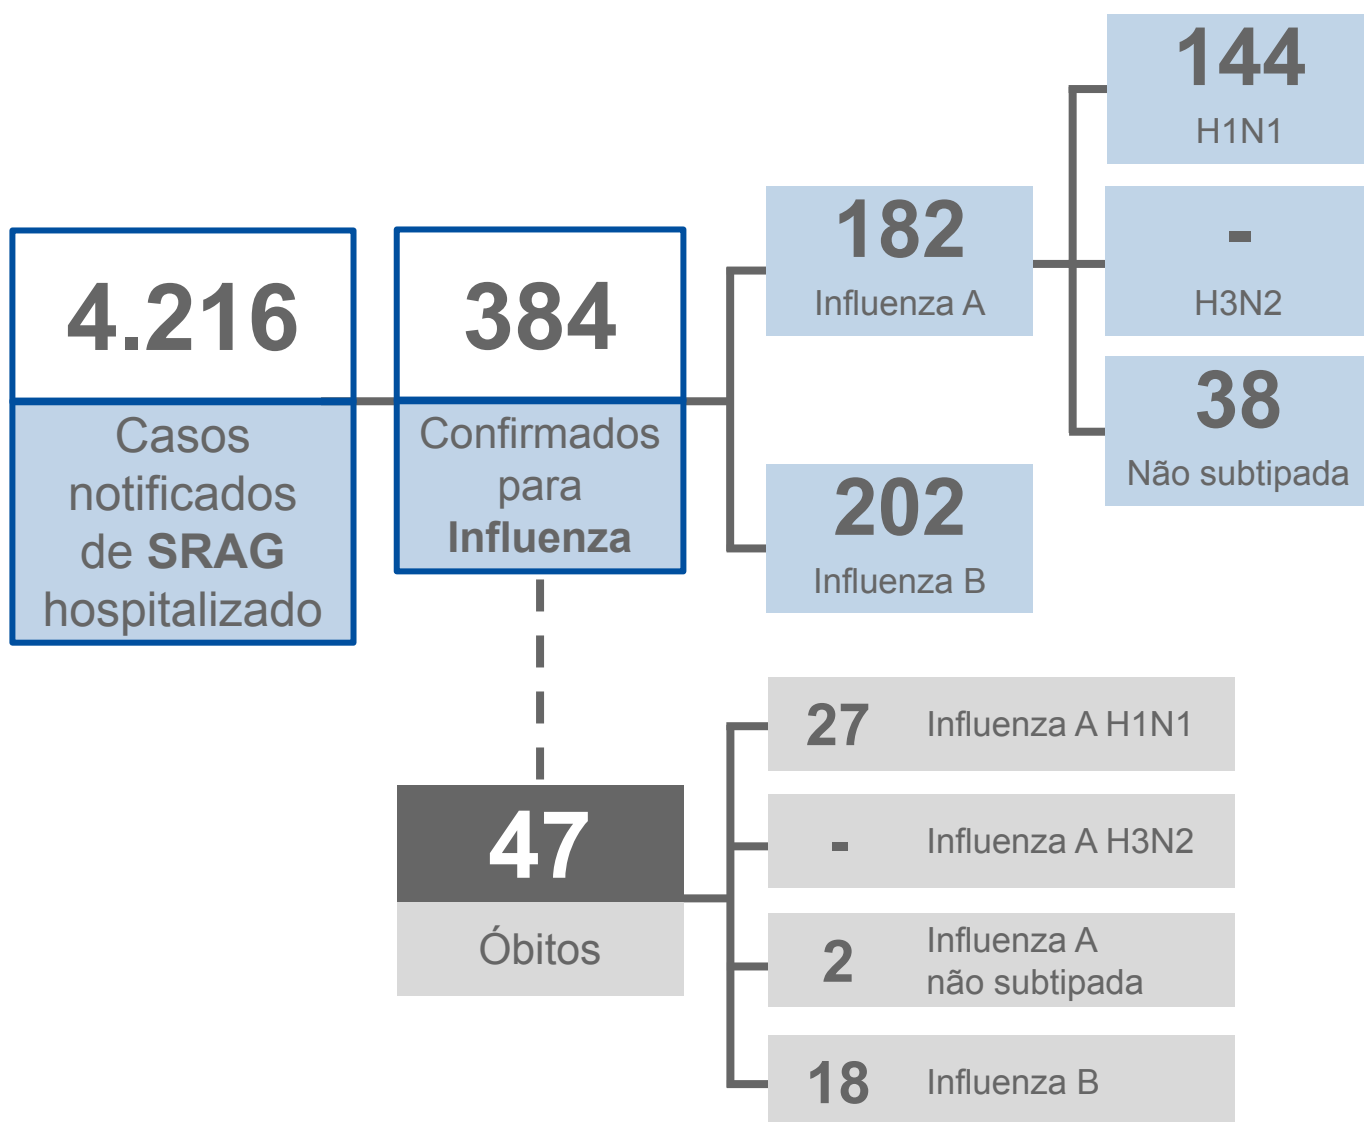 4.216
Casos
notificados
de SRAG
hospitalizado
384
Confirmados
para
Influenza
182
Influenza A
202
Influenza B
144
H1N1
-
H3N2
38
Não subtipada
47
Óbitos
27 Influenza A H1N1
- Influenza A H3N2
2 Influenza A
não subtipada
18 Influenza B